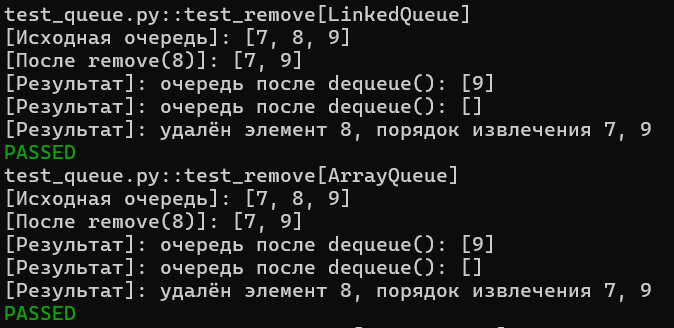 test_queue.py::test_remove[LinkedQueue]
[Исходная очередь]: [7, 8, 9]
[После remove(8)]: [7, 9]
[Результат]: очередь после dequeue(): [9]
[Результат]: очередь после dequeue(): []
[Результат]: удалён элемент 8, порядок извлечения 7, 9
PASSED
test_queue.py::test_remove[ArrayQueue]
[Исходная очередь]: [7, 8, 9]
[После remove(8)]: [7, 9]
[Результат]: очередь после dequeue(): [9]
[Результат]: очередь после dequeue(): []
[Результат]: удалён элемент 8, порядок извлечения 7, 9
PASSED